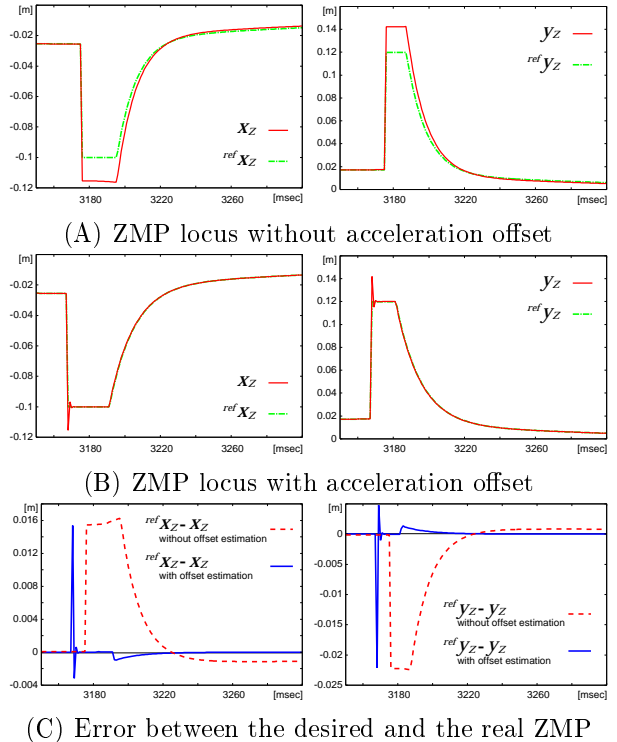 [m]
-0.02
-0.04
-0.06
-0.08
-0.1
-0.12
x_Z
ref x_Z
3180 3220 3260 [msec]
[m]
0.14
0.12
0.1
0.08
0.06
0.04
0.02
0
y_Z
ref y_Z
3180 3220 3260 [msec]
(A) ZMP locus without acceleration offset
[m]
-0.02
-0.04
-0.06
-0.08
-0.1
-0.12
x_Z
ref x_Z
3180 3220 3260 [msec]
[m]
0.14
0.12
0.1
0.08
0.06
0.04
0.02
0
y_Z
ref y_Z
3180 3220 3260 [msec]
(B) ZMP locus with acceleration offset
[m]
0.016
0.012
0.008
0.004
0
-0.004
ref x_Z - x_Z
without offset estimation
ref x_Z - x_Z
with offset estimation
3180 3220 3260 [msec]
[m]
0
-0.005
-0.01
-0.015
-0.02
-0.025
ref y_Z - y_Z
without offset estimation
ref y_Z - y_Z
with offset estimation
3180 3220 3260 [msec]
(C) Error between the desired and the real ZMP